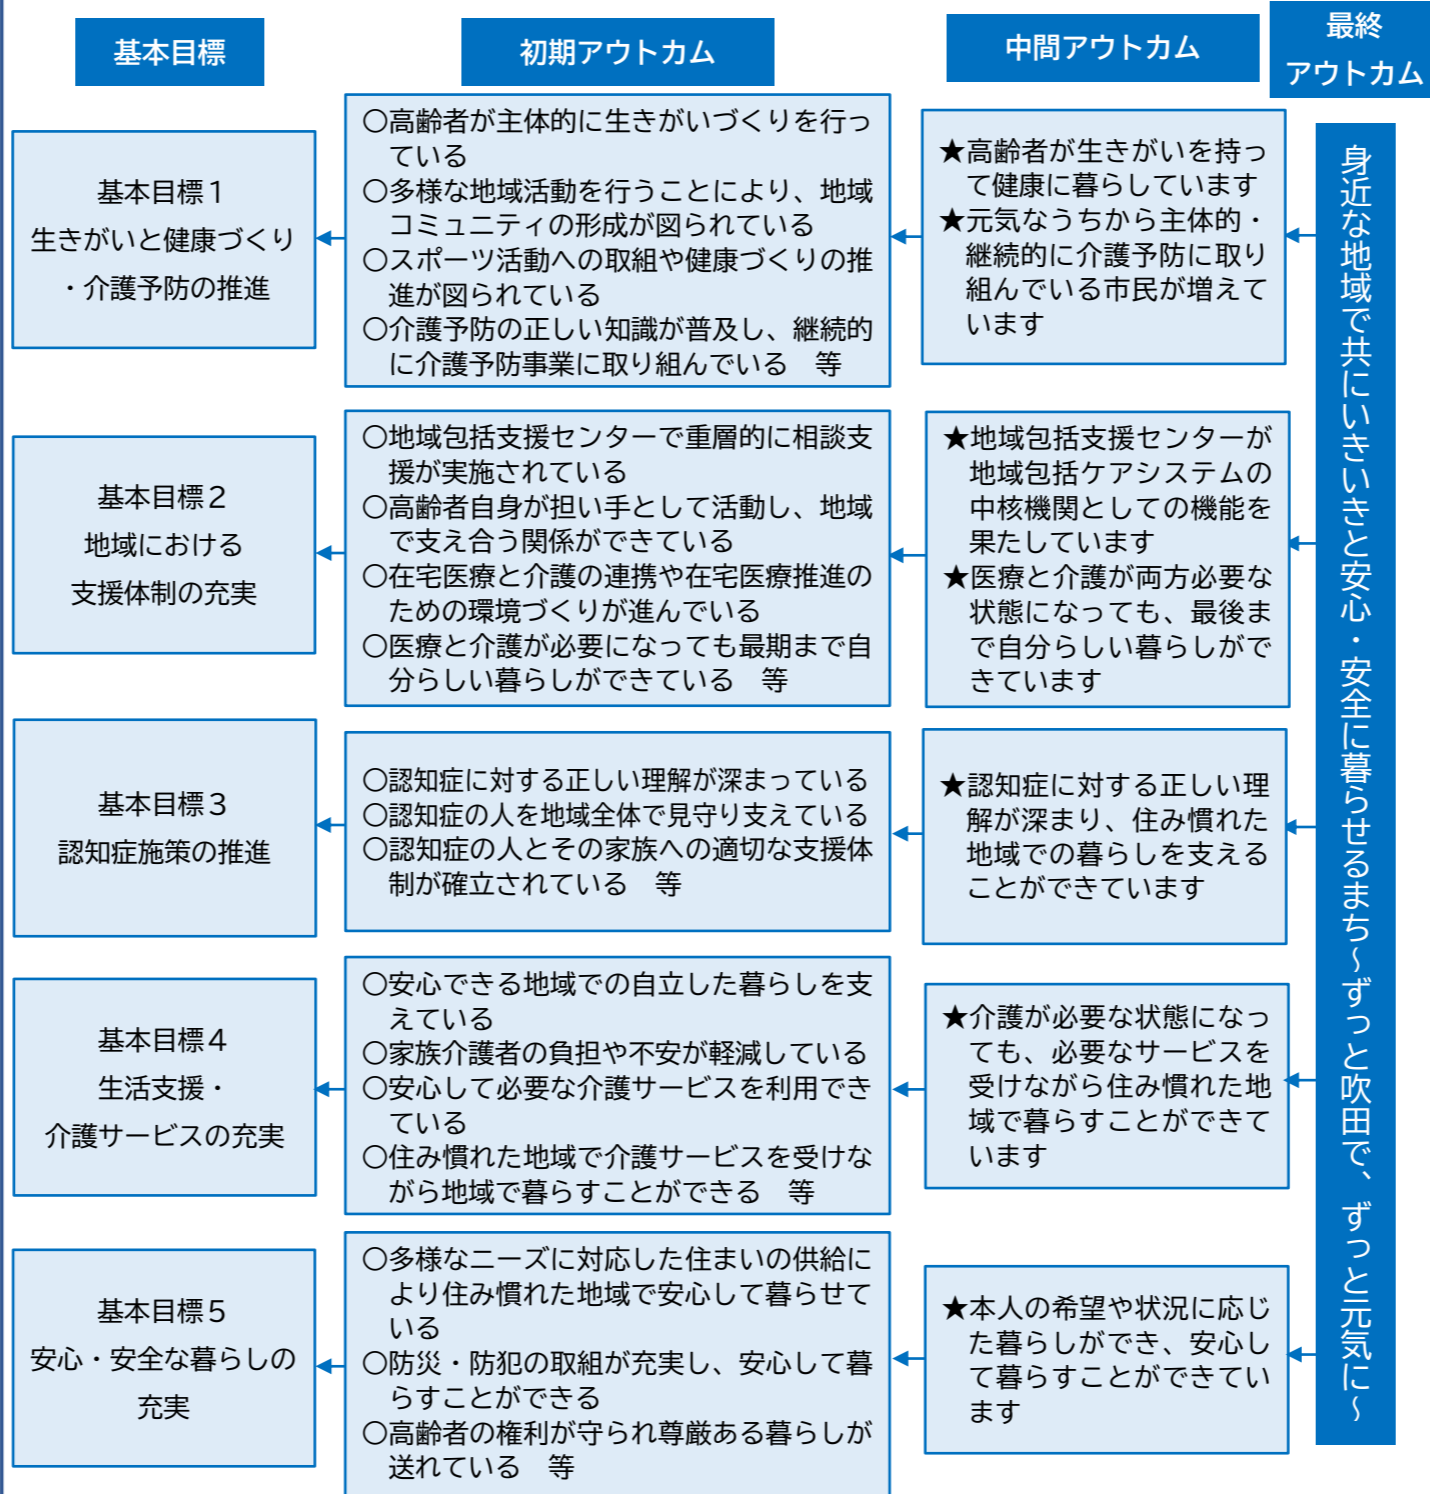 基本目標
初期アウトカム
中間アウトカム
最終
アウトカム
基本目標１
生きがいと健康づくり
・介護予防の推進
〇高齢者が主体的に生きがいづくりを行っ
ている
〇多様な地域活動を行うことにより、地域
コミュニティの形成が図られている
〇スポーツ活動への取組や健康づくりの推
進が図られている
〇介護予防の正しい知識が普及し、継続的
に介護予防事業に取り組んでいる　等
★高齢者が生きがいを持っ
て健康に暮らしています
★元気なうちから主体的・
継続的に介護予防に取り
組んでいる市民が増えて
います
基本目標２
地域における
支援体制の充実
〇地域包括支援センターで重層的に相談支
援が実施されている
〇高齢者自身が担い手として活動し、地域
で支え合う関係ができている
〇在宅医療と介護の連携や在宅医療推進の
ための環境づくりが進んでいる
〇医療と介護が必要になっても最期まで自
分らしい暮らしができている　等
★地域包括支援センターが
地域包括ケアシステムの
中核機関としての機能を
果たしています
★医療と介護が両方必要な
状態になっても、最後ま
で自分らしい暮らしがで
きています
基本目標３
認知症施策の推進
〇認知症に対する正しい理解が深まっている
〇認知症の人を地域全体で見守り支えている
〇認知症の人とその家族への適切な支援体
制が確立されている　等
★認知症に対する正しい理
解が深まり、住み慣れた
地域での暮らしを支える
ことができています
基本目標４
生活支援・
介護サービスの充実
〇安心できる地域での自立した暮らしを支
えている
〇家族介護者の負担や不安が軽減している
〇安心して必要な介護サービスを利用でき
ている
〇住み慣れた地域で介護サービスを受けな
がら地域で暮らすことができる　等
★介護が必要な状態になっ
ても、必要なサービスを
受けながら住み慣れた地
域で暮らすことができて
います
基本目標５
安心・安全な暮らしの
充実
〇多様なニーズに対応した住まいの供給に
より住み慣れた地域で安心して暮らせて
いる
〇防災・防犯の取組が充実し、安心して暮
らすことができる
〇高齢者の権利が守られ尊厳ある暮らしが
送れている　等
★本人の希望や状況に応じ
た暮らしができ、安心し
て暮らすことができてい
ます
身近な地域で共にいきいきと安心・安全に暮らせるまち～ずっと吹田で、ずっと元気に～